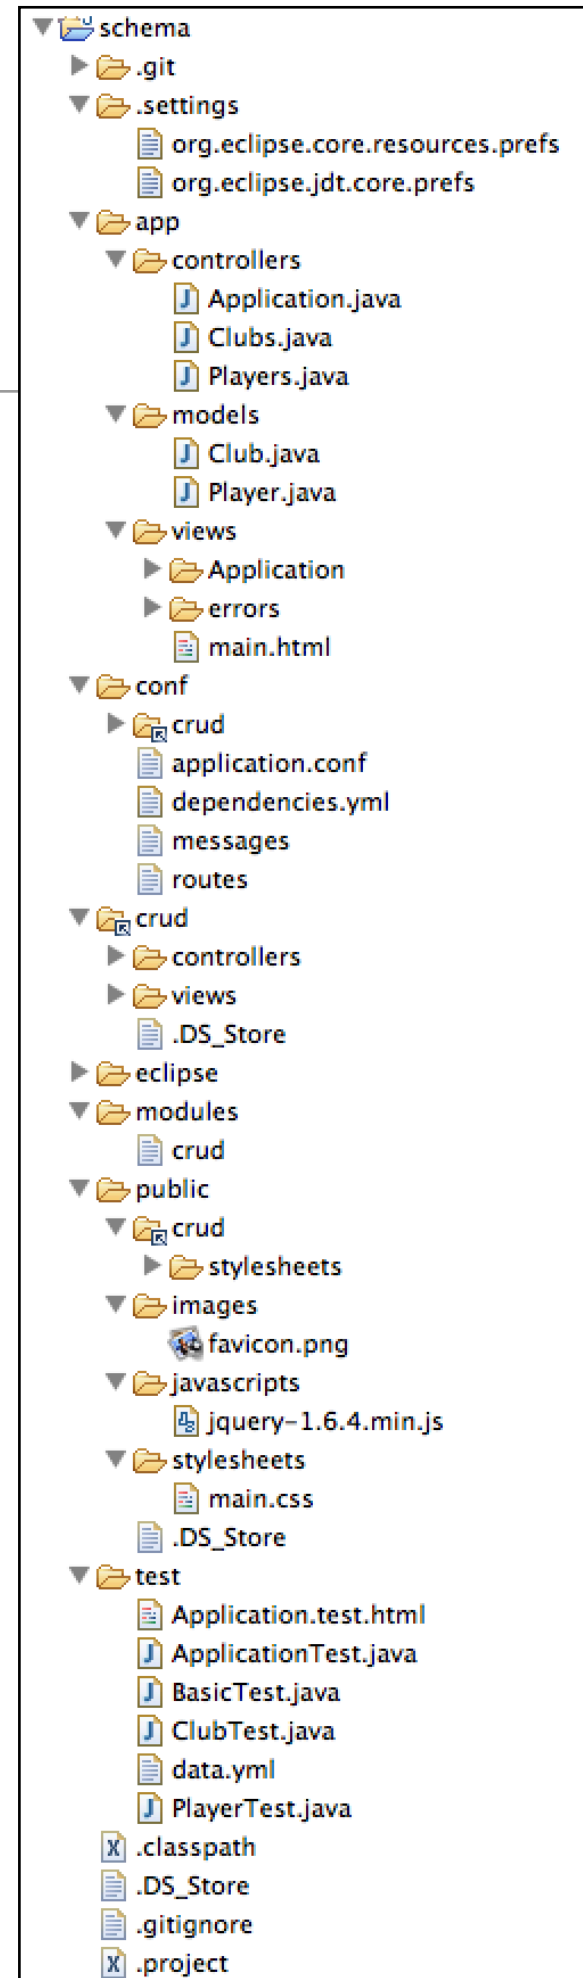 schema
.git
.settings
org.eclipse.core.resources.prefs
org.eclipse.jdt.core.prefs
app
controllers
Application.java
Clubs.java
Players.java
models
Club.java
Player.java
views
Application
errors
main.html
conf
crud
application.conf
dependencies.yml
messages
routes
crud
controllers
views
.DS_Store
eclipse
modules
crud
public
crud
stylesheets
images
favicon.png
javascripts
jquery-1.6.4.min.js
stylesheets
main.css
.DS_Store
test
Application.test.html
ApplicationTest.java
BasicTest.java
ClubTest.java
data.yml
PlayerTest.java
.classpath
.DS_Store
.gitignore
.project